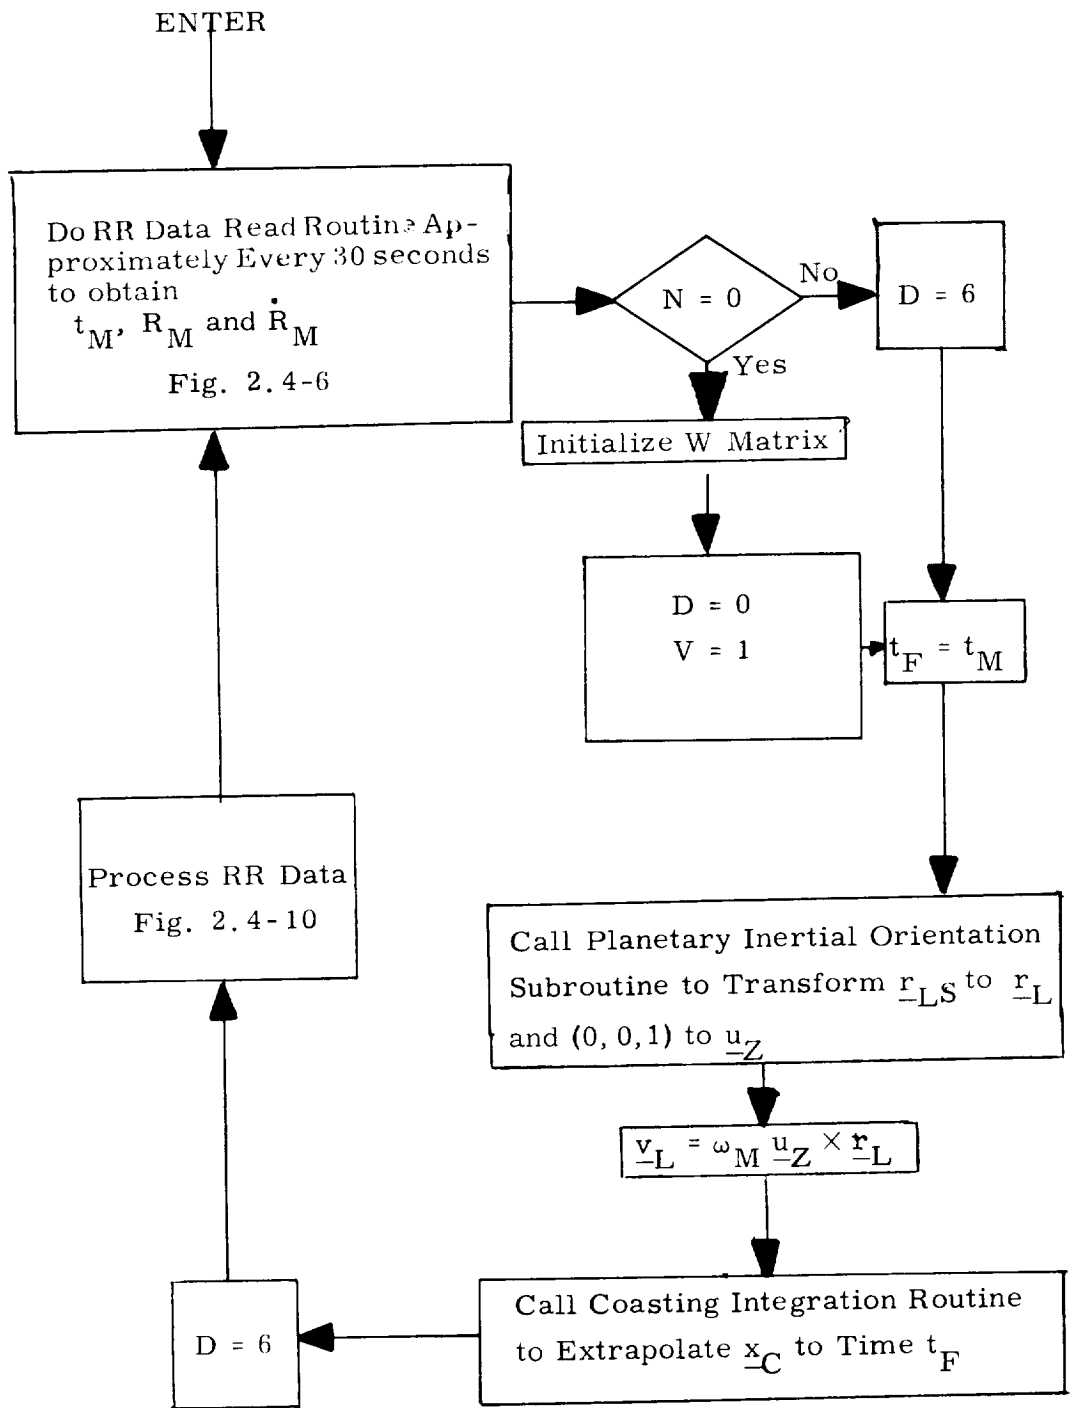 ENTER
Do RR Data Read Routine Ap-
proximately Every 30 seconds
to obtain
t_M, R_M and Ṙ_M
Fig. 2.4-6
N = 0
No
D = 6
Yes
Initialize W Matrix
D = 0
V = 1
t_F = t_M
Call Planetary Inertial Orientation
Subroutine to Transform r_LS to r_L
and (0, 0, 1) to u_Z
v_L = ω_M u_Z × r_L
Call Coasting Integration Routine
to Extrapolate x_C to Time t_F
D = 6
Process RR Data
Fig. 2.4-10